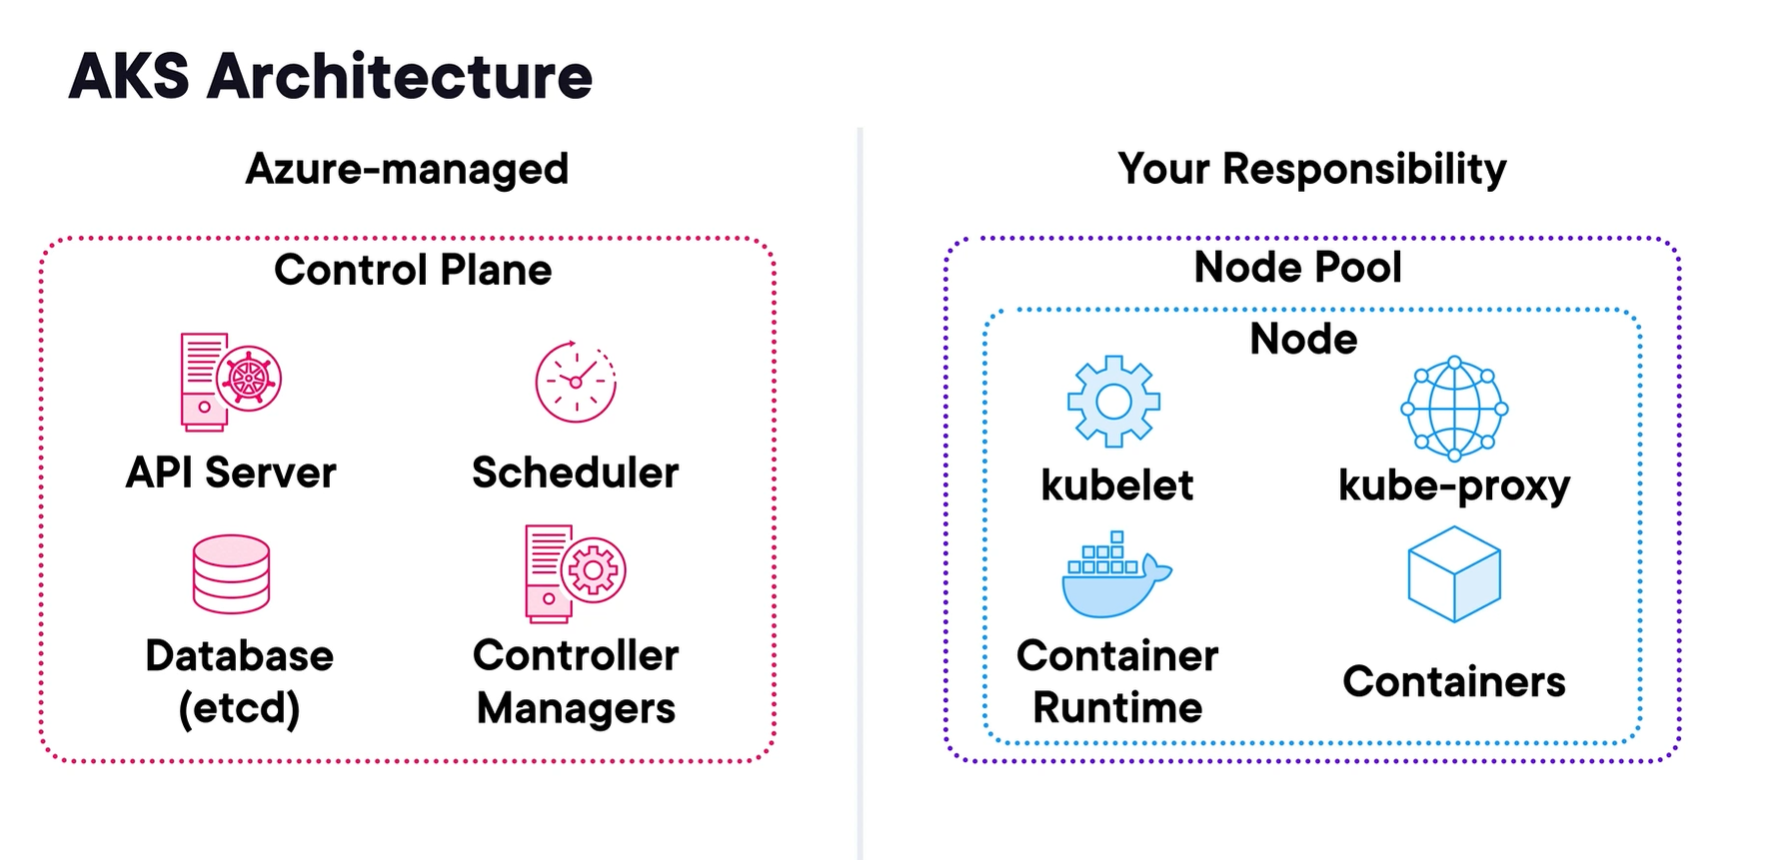 AKS Architecture
Azure-managed
Control Plane
API Server
Scheduler
Database
(etcd)
Controller
Managers
Your Responsibility
Node Pool
Node
kubelet
kube-proxy
Container
Runtime
Containers